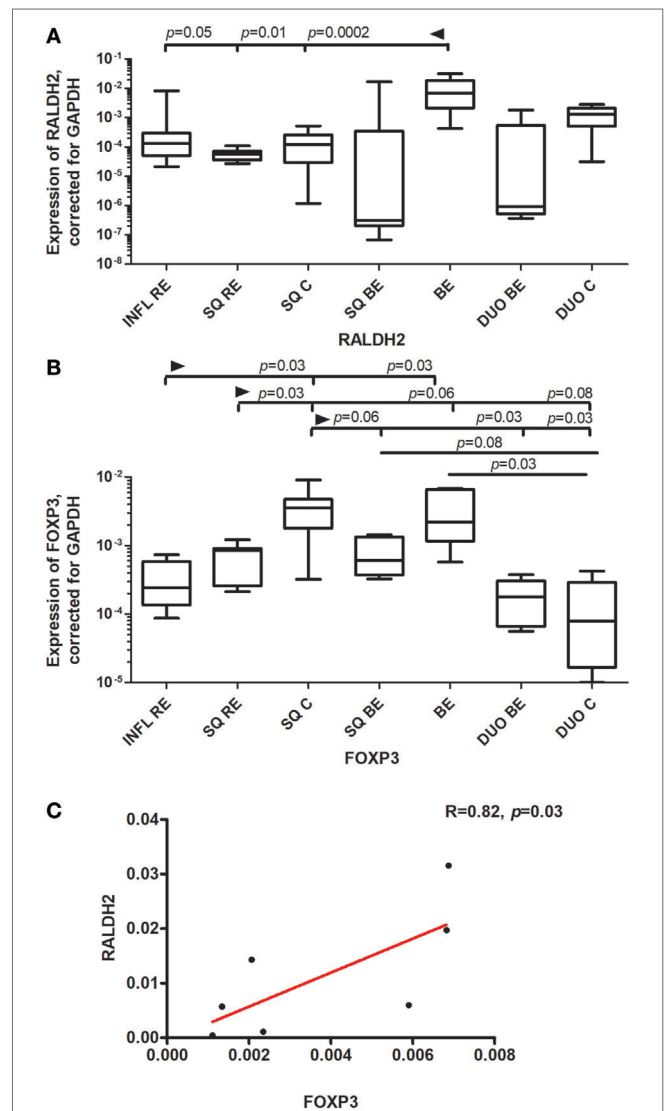 A
p=0.05 p=0.01 p=0.0002
Expression of RALDH2,
corrected for GAPDH
10-1
10-2
10-3
10-4
10-5
10-6
10-7
10-8
INFL RE SQ RE SQ C SQ BE BE DUO BE DUO C
RALDH2
B
p=0.03 p=0.03
p=0.03 p=0.06 p=0.08
p=0.06 p=0.03 p=0.03
p=0.08
p=0.03
Expression of FOXP3,
corrected for GAPDH
10-2
10-3
10-4
10-5
INFL RE SQ RE SQ C SQ BE BE DUO BE DUO C
FOXP3
C
R=0.82, p=0.03
RALDH2
0.04
0.03
0.02
0.01
0.00
0.000 0.002 0.004 0.006 0.008
FOXP3